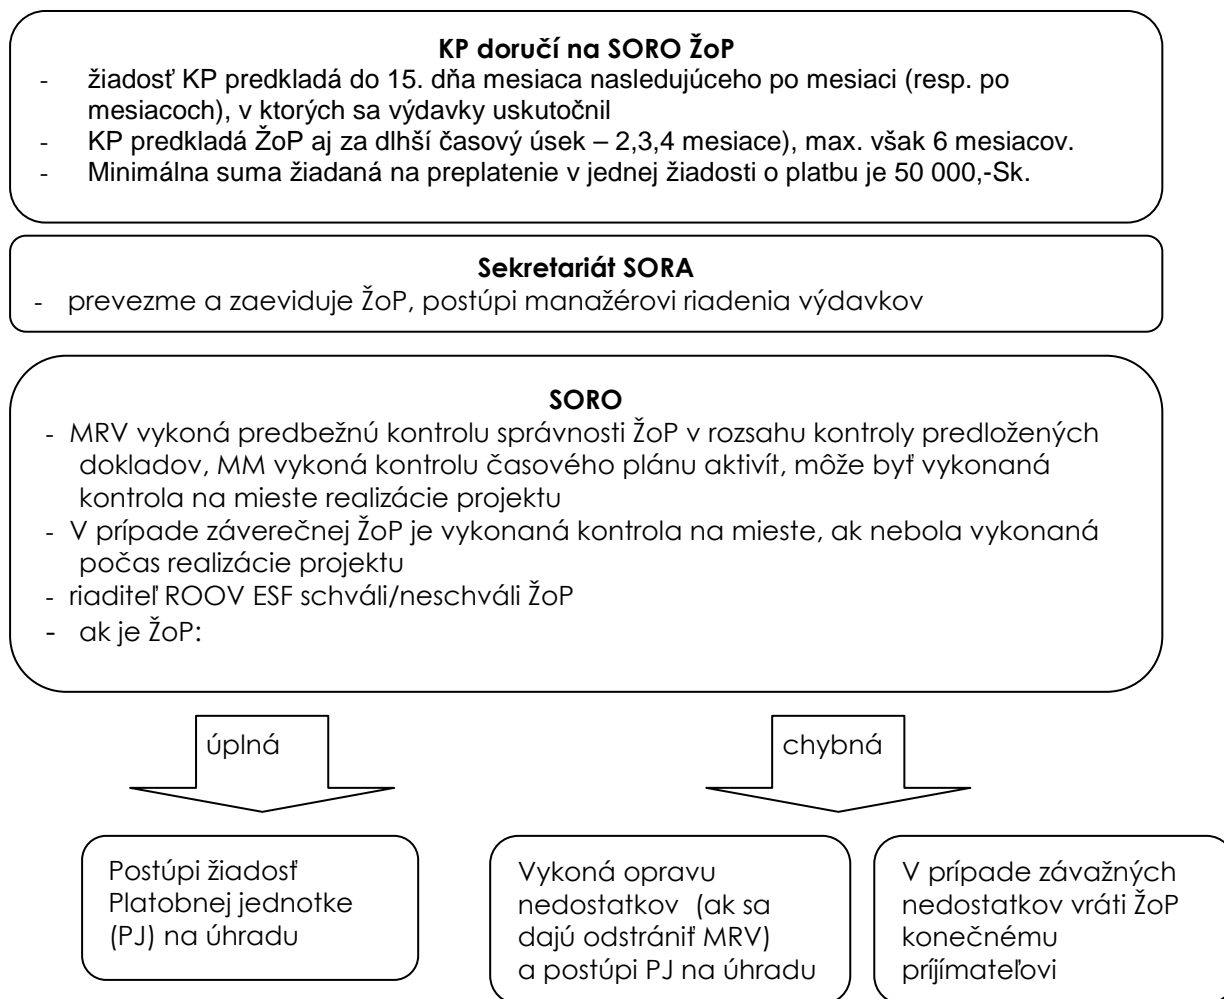 KP doručí na SORO ŽoP
- žiadosť KP predkladá do 15. dňa mesiaca nasledujúceho po mesiaci (resp. po
mesiacoch), v ktorých sa výdavky uskutočnil
- KP predkladá ŽoP aj za dlhší časový úsek – 2,3,4 mesiace), max. však 6 mesiacov.
- Minimálna suma žiadaná na preplatenie v jednej žiadosti o platbu je 50 000,-Sk.
Sekretariát SORA
- prevezme a zaeviduje ŽoP, postúpi manažérovi riadenia výdavkov
SORO
- MRV vykoná predbežnú kontrolu správnosti ŽoP v rozsahu kontroly predložených
dokladov, MM vykoná kontrolu časového plánu aktivít, môže byť vykonaná
kontrola na mieste realizácie projektu
- V prípade záverečnej ŽoP je vykonaná kontrola na mieste, ak nebola vykonaná
počas realizácie projektu
- riaditeľ ROOV ESF schváli/neschváli ŽoP
- ak je ŽoP:
úplná
chybná
Postúpi žiadosť
Platobnej jednotke
(PJ) na úhradu
Vykoná opravu
nedostatkov (ak sa
dajú odstrániť MRV)
a postúpi PJ na úhradu
V prípade závažných
nedostatkov vráti ŽoP
konečnému
príjímateľovi